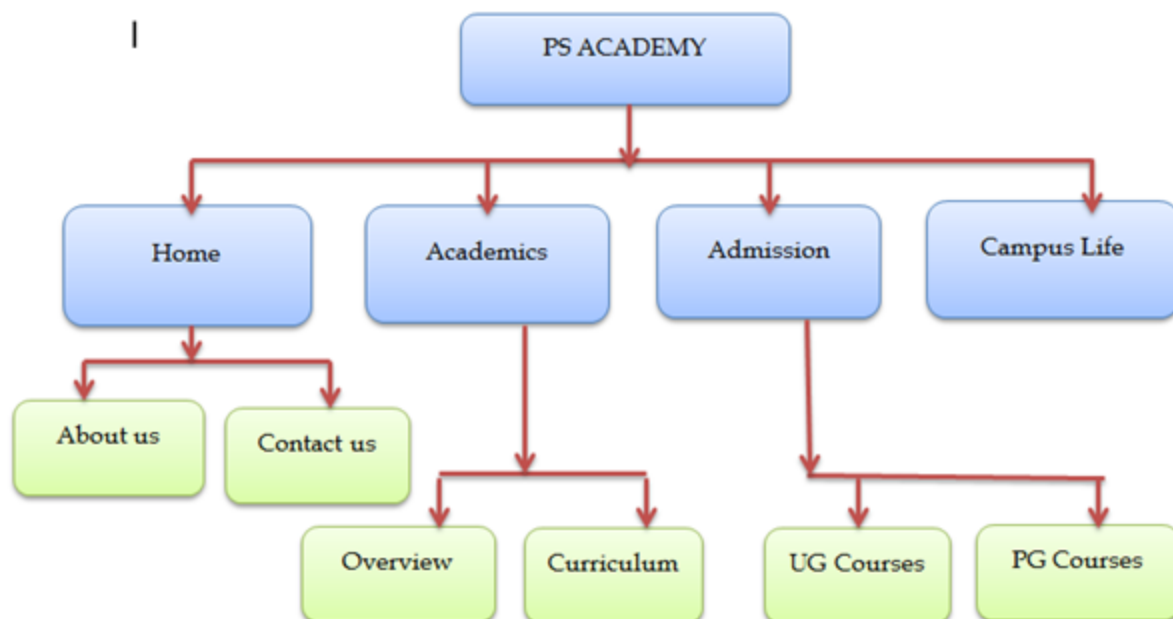 PS ACADEMY
Home
Academics
Admission
Campus Life
About us
Contact us
Overview
Curriculum
UG Courses
PG Courses